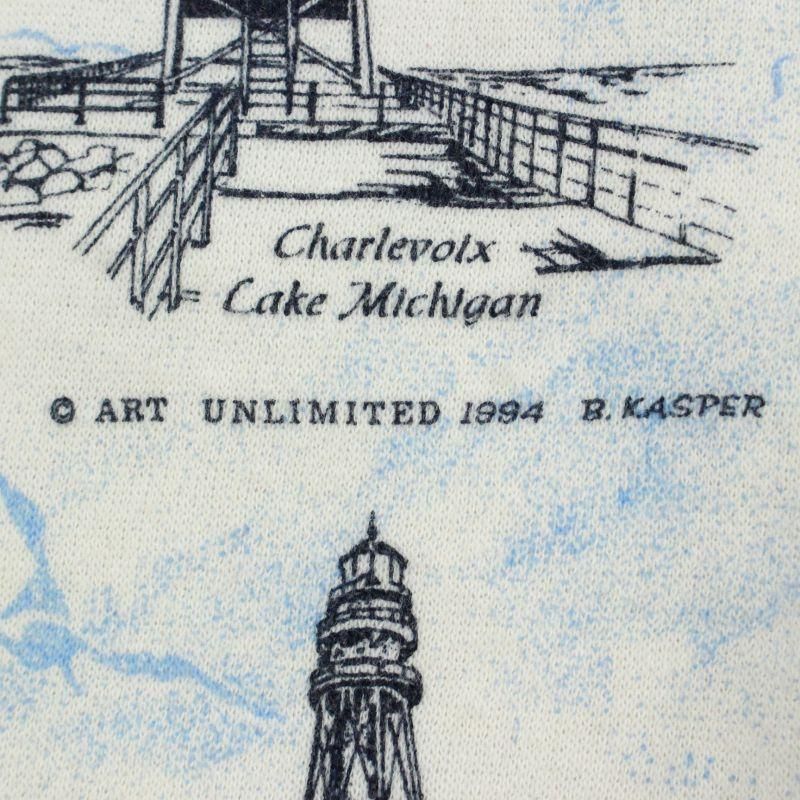 Charlevoix
Lake Michigan
© ART UNLIMITED 1994 B. KASPER